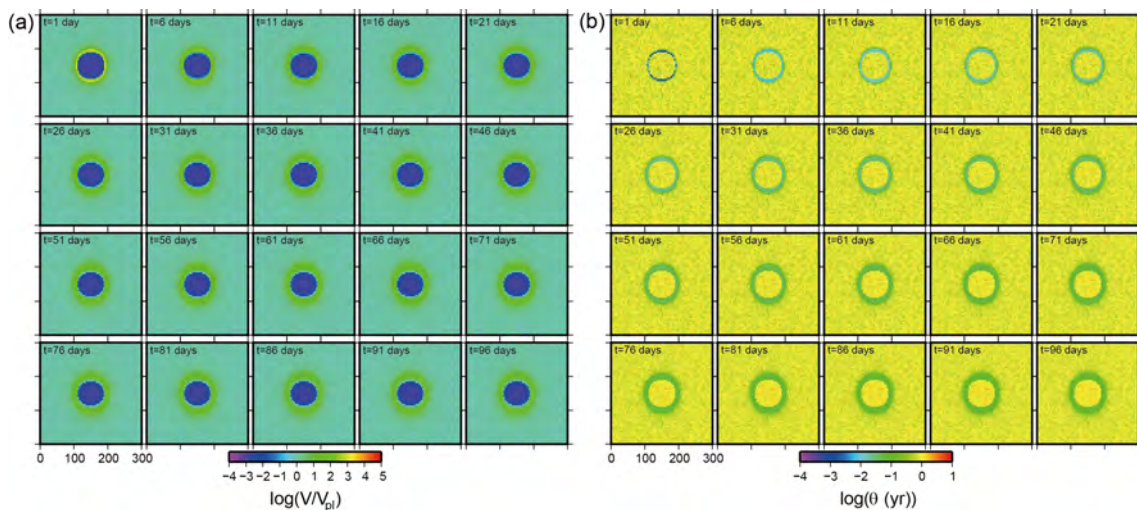 (a)
t=1 day t=6 days t=11 days t=16 days t=21 days
t=26 days t=31 days t=36 days t=41 days t=46 days
t=51 days t=56 days t=61 days t=66 days t=71 days
t=76 days t=81 days t=86 days t=91 days t=96 days
0 100 200 300
−4 −3 −2 −1 0 1 2 3 4 5
log(V/Vpl)
(b)
t=1 day t=6 days t=11 days t=16 days t=21 days
t=26 days t=31 days t=36 days t=41 days t=46 days
t=51 days t=56 days t=61 days t=66 days t=71 days
t=76 days t=81 days t=86 days t=91 days t=96 days
0 100 200 300
−4 −3 −2 −1 0 1
log(θ (yr))